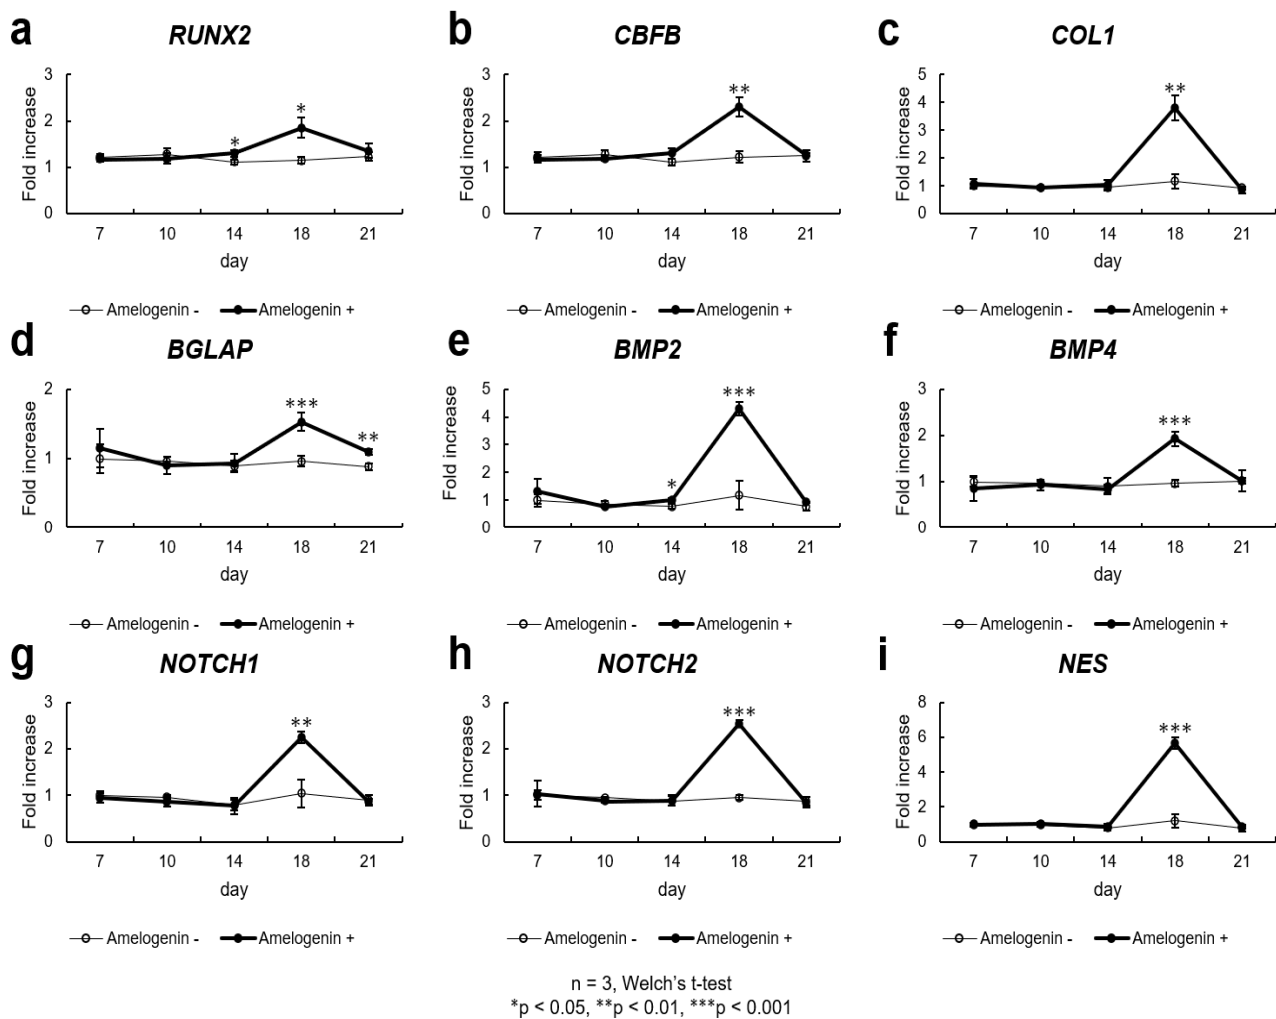 a RUNX2
3
2
1
0
Fold increase
* *
7 10 14 18 21
day
Amelogenin - Amelogenin +
b CBFB
3
2
1
0
Fold increase
**
7 10 14 18 21
day
Amelogenin - Amelogenin +
c COL1
5
4
3
2
1
0
Fold increase
**
7 10 14 18 21
day
Amelogenin - Amelogenin +
d BGLAP
2
1
0
Fold increase
*** **
7 10 14 18 21
day
Amelogenin - Amelogenin +
e BMP2
5
4
3
2
1
0
Fold increase
* ***
7 10 14 18 21
day
Amelogenin - Amelogenin +
f BMP4
3
2
1
0
Fold increase
***
7 10 14 18 21
day
Amelogenin - Amelogenin +
g NOTCH1
3
2
1
0
Fold increase
**
7 10 14 18 21
day
Amelogenin - Amelogenin +
h NOTCH2
3
2
1
0
Fold increase
***
7 10 14 18 21
day
Amelogenin - Amelogenin +
i NES
8
6
4
2
0
Fold increase
***
7 10 14 18 21
day
Amelogenin - Amelogenin +
n = 3, Welch's t-test
*p < 0.05, **p < 0.01, ***p < 0.001